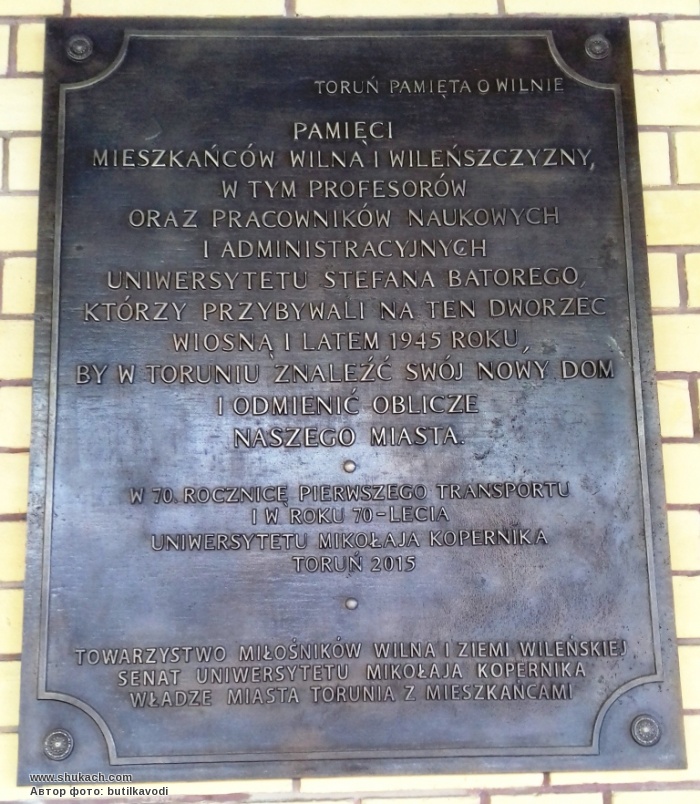 TORUŃ PAMIĘTA O WILNIE
PAMIĘCI
MIESZKAŃCÓW WILNA I WILEŃSZCZYZNY,
W TYM PROFESORÓW
ORAZ PRACOWNIKÓW NAUKOWYCH
I ADMINISTRACYJNYCH
UNIWERSYTETU STEFANA BATOREGO,
KTÓRZY PRZYBYWALI NA TEN DWORZEC
WIOSNĄ I LATEM 1945 ROKU,
BY W TORUNIU ZNALEŹĆ SWÓJ NOWY DOM
I ODMIENIĆ OBLICZE
NASZEGO MIASTA.
W 70. ROCZNICĘ PIERWSZEGO TRANSPORTU
I W ROKU 70-LECIA
UNIWERSYTETU MIKOŁAJA KOPERNIKA
TORUŃ 2015
TOWARZYSTWO MIŁOŚNIKÓW WILNA I ZIEMI WILEŃSKIEJ
SENAT UNIWERSYTETU MIKOŁAJA KOPERNIKA
WŁADZE MIASTA TORUNIA Z MIESZKAŃCAMI
www.shukach.com
Автор фото: butilkavodi